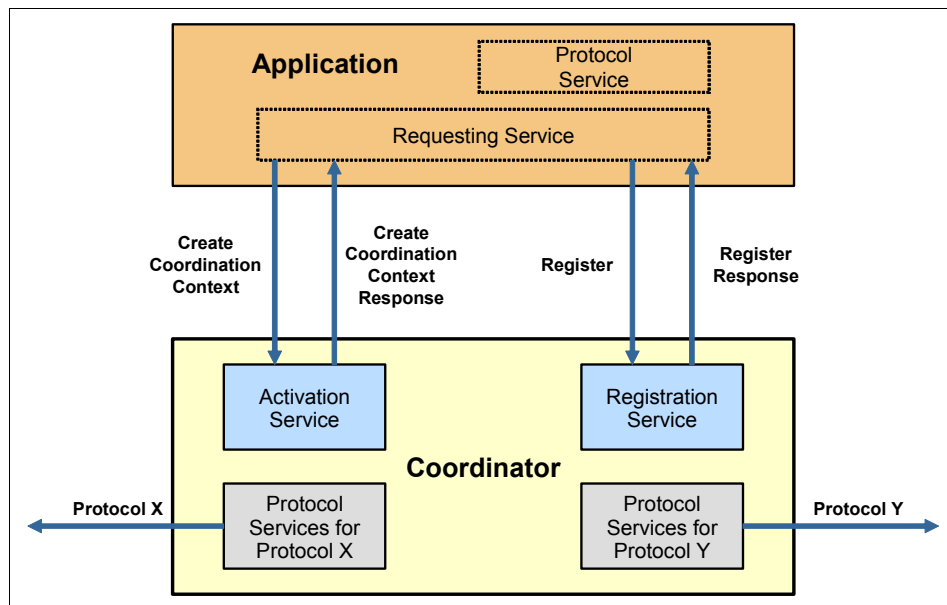 Application
Protocol
Service
Requesting Service
Create
Coordination
Context
Create
Coordination
Context
Response
Register
Register
Response
Activation
Service
Registration
Service
Coordinator
Protocol X
Protocol
Services for
Protocol X
Protocol
Services for
Protocol Y
Protocol Y